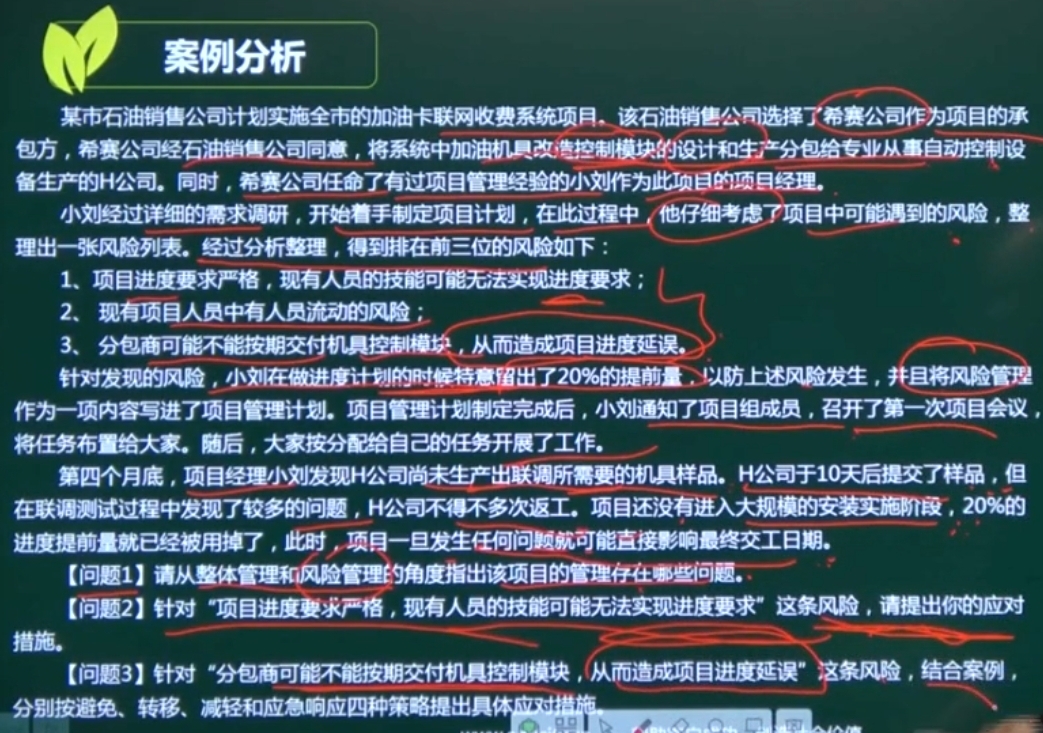 案例分析
某市石油销售公司计划实施全市的加油卡联网收费系统项目。该石油销售公司选择了希赛公司作为项目的承
包方，希赛公司经石油销售公司同意，将系统中加油机具改造控制模块的设计和生产分包给专业从事自动控制设
备生产的H公司。同时，希赛公司任命了有过项目管理经验的小刘作为此项目的项目经理。
小刘经过详细的需求调研，开始着手制定项目计划，在此过程中，他仔细考虑了项目中可能遇到的风险，整
理出一张风险列表。经过分析整理，得到排在前三位的风险如下：
1、项目进度要求严格，现有人员的技能可能无法实现进度要求；
2、 现有项目人员中有人员流动的风险；
3、 分包商可能不能按期交付机具控制模块，从而造成项目进度延误。
针对发现的风险，小刘在做进度计划的时候特意留出了20%的提前量，以防上述风险发生，并且将风险管理
作为一项内容写进了项目管理计划。项目管理计划制定完成后，小刘通知了项目组成员，召开了第一次项目会议，
将任务布置给大家。随后，大家按分配给自己的任务开展了工作。
第四个月底，项目经理小刘发现H公司尚未生产出联调所需要的机具样品。H公司于10天后提交了样品，但
在联调测试过程中发现了较多的问题，H公司不得不多次返工。项目还没有进入大规模的安装实施阶段，20%的
进度提前量就已经被用掉了，此时，项目一旦发生任何问题就可能直接影响最终交工日期。
【问题1】请从整体管理和风险管理的角度指出该项目的管理存在哪些问题。
【问题2】针对“项目进度要求严格，现有人员的技能可能无法实现进度要求”这条风险，请提出你的应对
措施。
【问题3】针对“分包商可能不能按期交付机具控制模块，从而造成项目进度延误”这条风险，结合案例，
分别按避免、转移、减轻和应急响应四种策略提出具体应对措施。